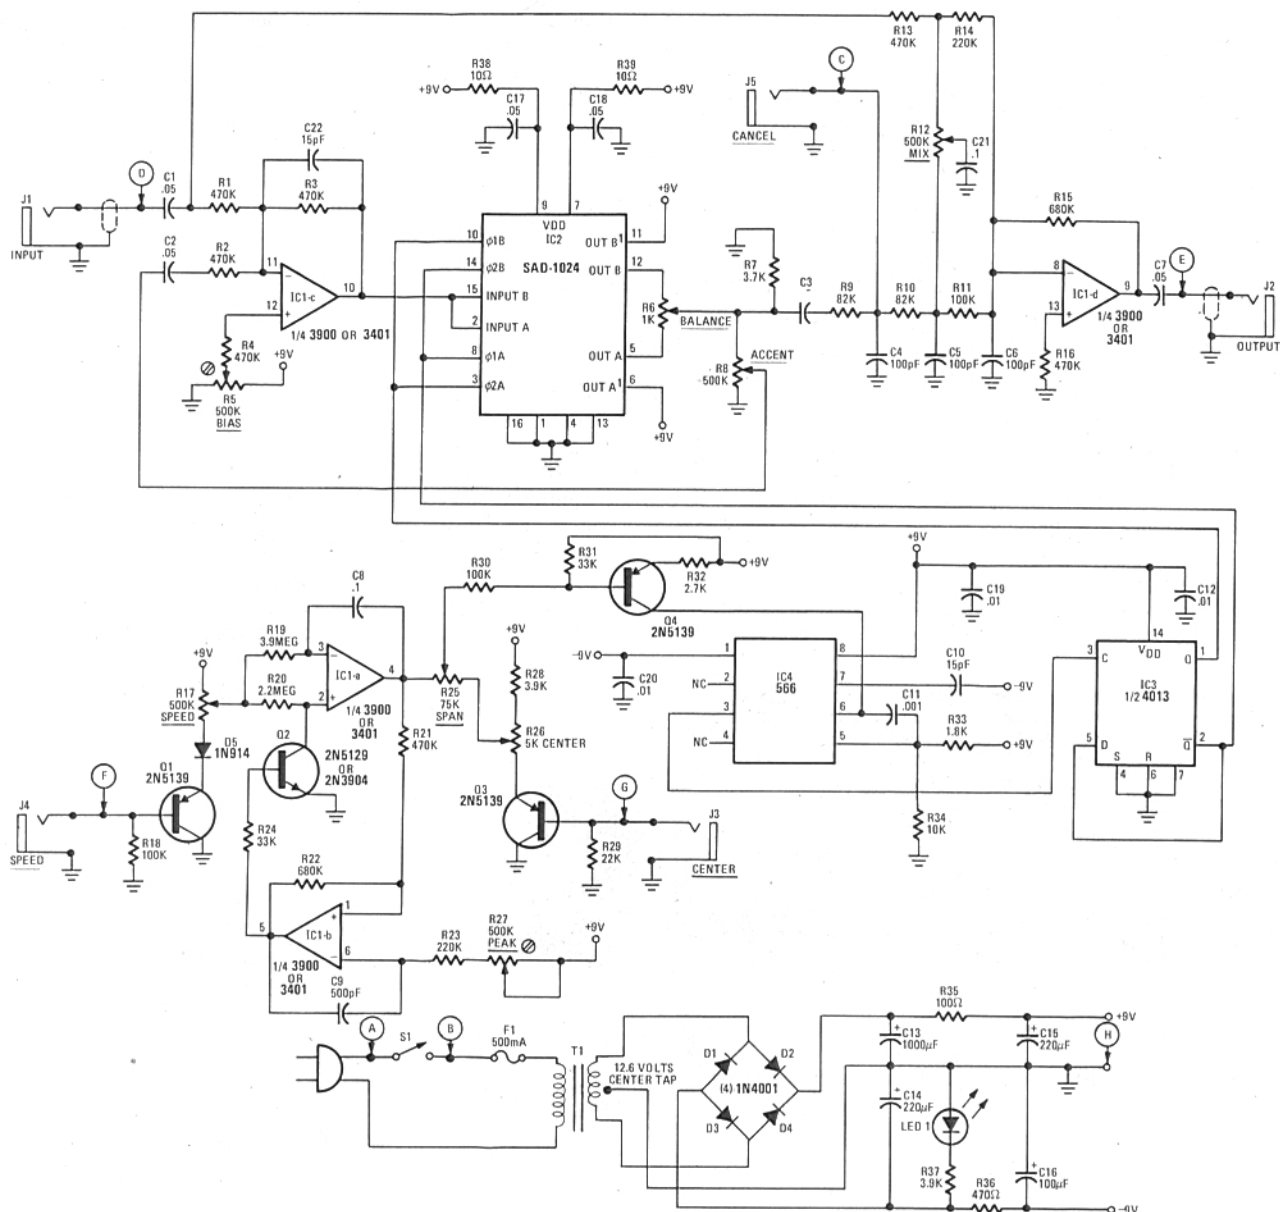 R13
470K
R14
220K
R38
10Ω
R39
10Ω
+9V
+9V
C17
.05
C18
.05
J5
CANCEL
C
R12
500K
MIX
C21
.1
C22
15pF
R3
470K
J1
INPUT
D
C1
.05
R1
470K
C2
.05
R2
470K
11
12
IC1-c
10
1/4 3900 OR 3401
R4
470K
+9V
R5
500K
BIAS
9
7
VDD
IC2
SAD-1024
10
ϕ1B
14
ϕ2B
15
INPUT B
2
INPUT A
8
ϕ1A
3
ϕ2A
OUT B1
11
+9V
OUT B
12
OUT A
5
OUT A1
6
+9V
16
1
4
13
R6
1K
BALANCE
R7
3.7K
C3
R8
500K
ACCENT
R9
82K
R10
82K
R11
100K
C4
100pF
C5
100pF
C6
100pF
R15
680K
8
13
IC1-d
9
1/4 3900
OR
3401
R16
470K
C7
.05
E
J2
OUTPUT
R31
33K
R30
100K
R32
2.7K
+9V
Q4
2N5139
C8
.1
R19
3.9MEG
R20
2.2MEG
+9V
R17
500K
SPEED
3
2
IC1-a
4
1/4 3900
OR
3401
D5
1N914
Q1
2N5139
Q2
2N5129
OR
2N3904
F
J4
SPEED
R18
100K
R24
33K
R21
470K
R25
75K
SPAN
+9V
R28
3.9K
R26
5K CENTER
Q3
2N5139
G
R29
22K
J3
CENTER
R22
680K
5
IC1-b
1
6
1/4 3900
OR
3401
C9
500pF
R23
220K
R27
500K
PEAK
+9V
-9V
C20
.01
1
NC
2
3
NC
4
IC4
566
8
7
6
5
C10
15pF
-9V
C11
.001
R33
1.8K
+9V
R34
10K
+9V
C19
.01
C12
.01
14
VDD
3
C
1
Q
IC3
1/2 4013
5
D
Q
2
S
R
4
6
7
A
S1
B
F1
500mA
T1
12.6 VOLTS
CENTER TAP
D1
D2
(4) 1N4001
D3
D4
R35
100Ω
C13
1000µF
C15
220µF
+9V
H
C14
220µF
LED 1
R37
3.9K
R36
470Ω
C16
100µF
-9V